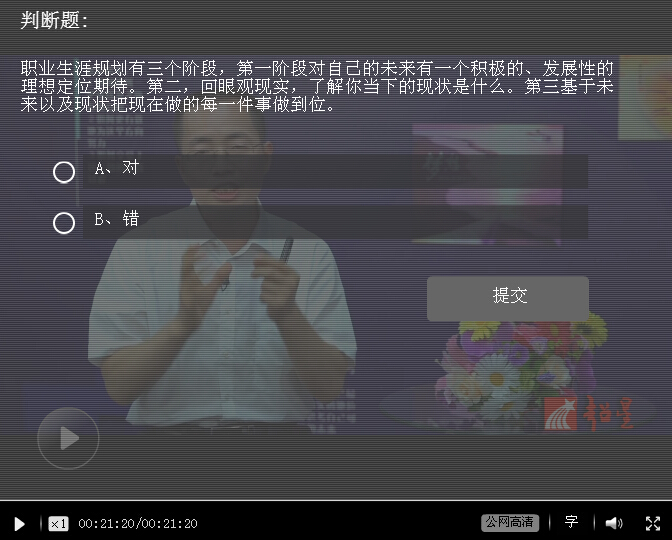 判断题:
职业生涯规划有三个阶段，第一阶段对自己的未来有一个积极的、发展性的
理想定位期待。第二，回眼观现实，了解你当下的现状是什么。第三基于未
来以及现状把现在做的每一件事做到位。
A、对
B、错
提交
×1 00:21:20/00:21:20 公网高清 字